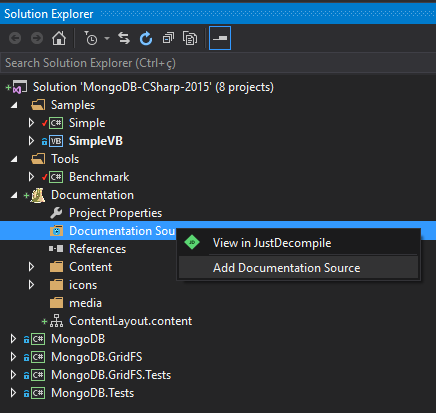 Solution Explorer
Search Solution Explorer (Ctrl+ç)
Solution 'MongoDB-CSharp-2015' (8 projects)
Samples
C# Simple
VB SimpleVB
Tools
C# Benchmark
Documentation
Project Properties
Documentation Sou
View in JustDecompile
References
Add Documentation Source
Content
icons
media
ContentLayout.content
C# MongoDB
C# MongoDB.GridFS
C# MongoDB.GridFS.Tests
C# MongoDB.Tests